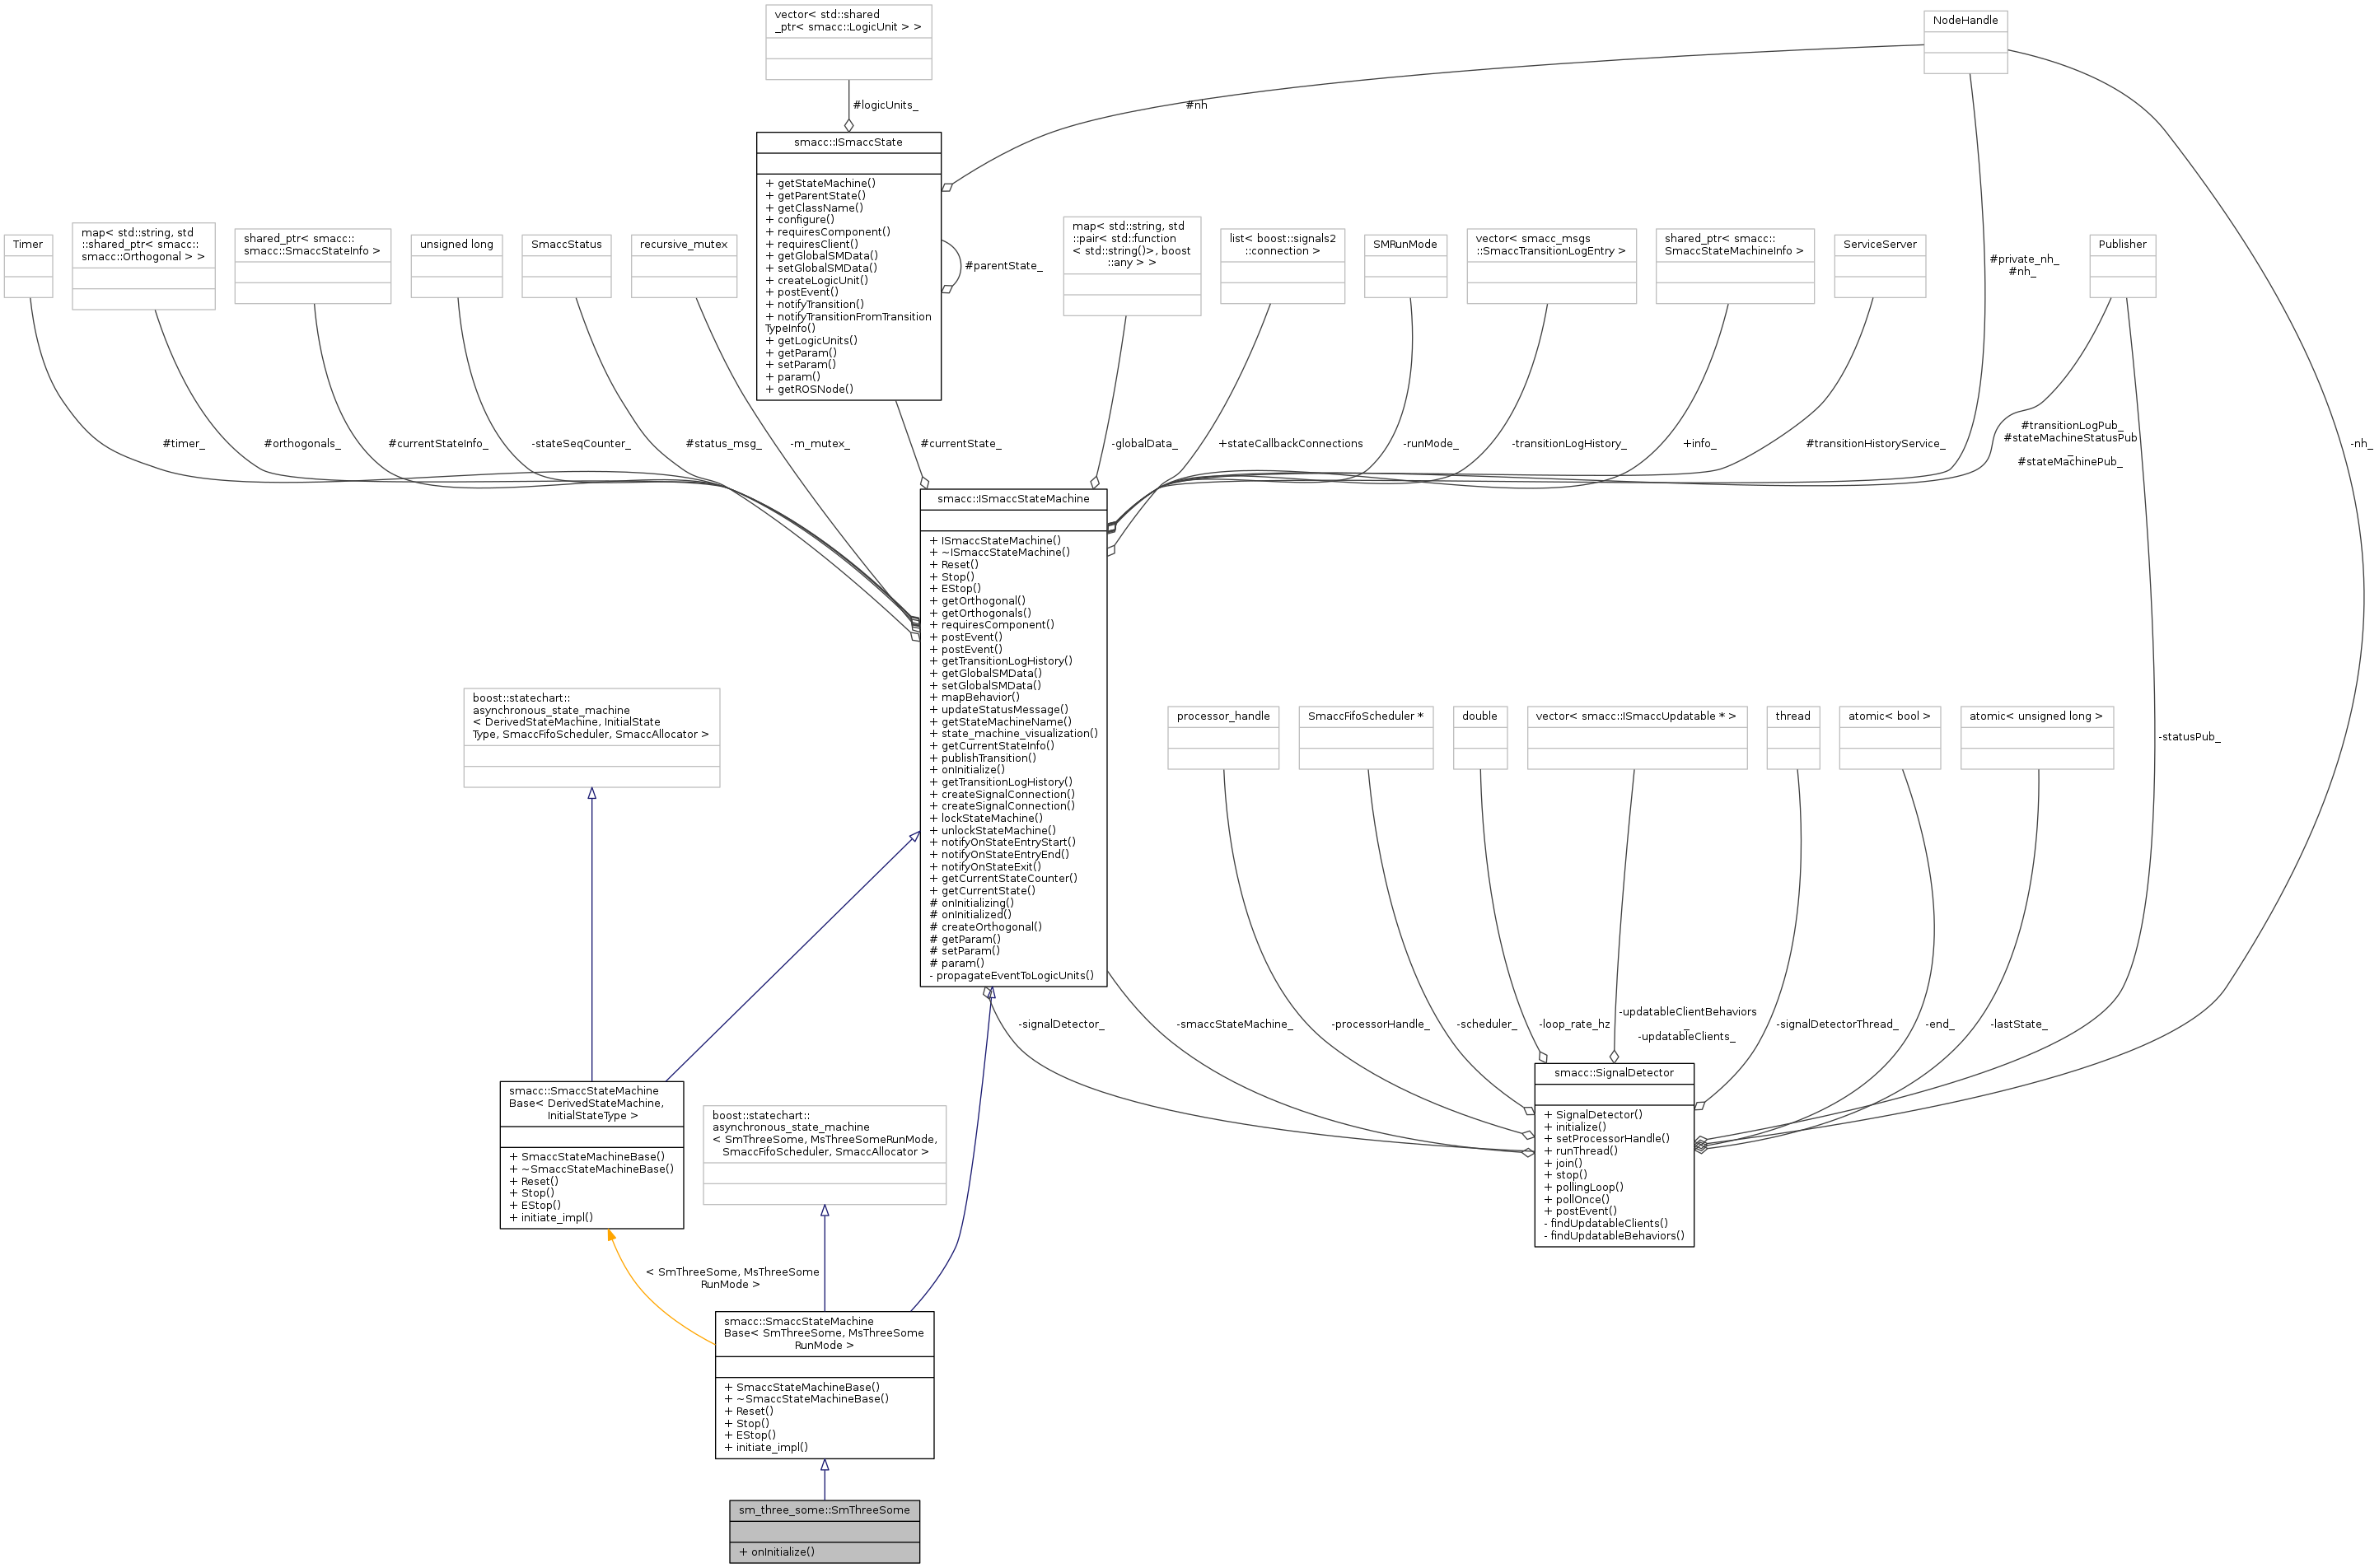 vector< std::shared
_ptr< smacc::LogicUnit > >
NodeHandle
#logicUnits_
#nh
smacc::ISmaccState
+ getStateMachine()
+ getParentState()
+ getClassName()
+ configure()
+ requiresComponent()
+ requiresClient()
+ getGlobalSMData()
+ setGlobalSMData()
+ createLogicUnit()
+ postEvent()
+ notifyTransition()
+ notifyTransitionFromTransition
TypeInfo()
+ getLogicUnits()
+ getParam()
+ setParam()
+ param()
+ getROSNode()
#parentState_
Timer
map< std::string, std
::shared_ptr< smacc::
smacc::Orthogonal > >
shared_ptr< smacc::
smacc::SmaccStateInfo >
unsigned long
SmaccStatus
recursive_mutex
map< std::string, std
::pair< std::function
< std::string()>, boost
::any > >
list< boost::signals2
::connection >
SMRunMode
vector< smacc_msgs
::SmaccTransitionLogEntry >
shared_ptr< smacc::
SmaccStateMachineInfo >
ServiceServer
Publisher
#private_nh_
#nh_
#timer_
#orthogonals_
#currentStateInfo_
-stateSeqCounter_
#status_msg_
-m_mutex_
#currentState_
-globalData_
+stateCallbackConnections
-runMode_
-transitionLogHistory_
+info_
#transitionHistoryService_
#transitionLogPub_
#stateMachineStatusPub
_
#stateMachinePub_
-nh_
smacc::ISmaccStateMachine
+ ISmaccStateMachine()
+ ~ISmaccStateMachine()
+ Reset()
+ Stop()
+ EStop()
+ getOrthogonal()
+ getOrthogonals()
+ requiresComponent()
+ postEvent()
+ postEvent()
+ getTransitionLogHistory()
+ getGlobalSMData()
+ setGlobalSMData()
+ mapBehavior()
+ updateStatusMessage()
+ getStateMachineName()
+ state_machine_visualization()
+ getCurrentStateInfo()
+ publishTransition()
+ onInitialize()
+ getTransitionLogHistory()
+ createSignalConnection()
+ createSignalConnection()
+ lockStateMachine()
+ unlockStateMachine()
+ notifyOnStateEntryStart()
+ notifyOnStateEntryEnd()
+ notifyOnStateExit()
+ getCurrentStateCounter()
+ getCurrentState()
# onInitializing()
# onInitialized()
# createOrthogonal()
# getParam()
# setParam()
# param()
- propagateEventToLogicUnits()
boost::statechart::
asynchronous_state_machine
< DerivedStateMachine, InitialState
Type, SmaccFifoScheduler, SmaccAllocator >
processor_handle
SmaccFifoScheduler *
double
vector< smacc::ISmaccUpdatable * >
thread
atomic< bool >
atomic< unsigned long >
-statusPub_
-signalDetector_
-smaccStateMachine_
-processorHandle_
-scheduler_
-loop_rate_hz
-updatableClientBehaviors
_
-updatableClients_
-signalDetectorThread_
-end_
-lastState_
smacc::SignalDetector
+ SignalDetector()
+ initialize()
+ setProcessorHandle()
+ runThread()
+ join()
+ stop()
+ pollingLoop()
+ pollOnce()
+ postEvent()
- findUpdatableClients()
- findUpdatableBehaviors()
smacc::SmaccStateMachine
Base< DerivedStateMachine,
InitialStateType >
+ SmaccStateMachineBase()
+ ~SmaccStateMachineBase()
+ Reset()
+ Stop()
+ EStop()
+ initiate_impl()
boost::statechart::
asynchronous_state_machine
< SmThreeSome, MsThreeSomeRunMode,
SmaccFifoScheduler, SmaccAllocator >
< SmThreeSome, MsThreeSome
RunMode >
smacc::SmaccStateMachine
Base< SmThreeSome, MsThreeSome
RunMode >
+ SmaccStateMachineBase()
+ ~SmaccStateMachineBase()
+ Reset()
+ Stop()
+ EStop()
+ initiate_impl()
sm_three_some::SmThreeSome
+ onInitialize()